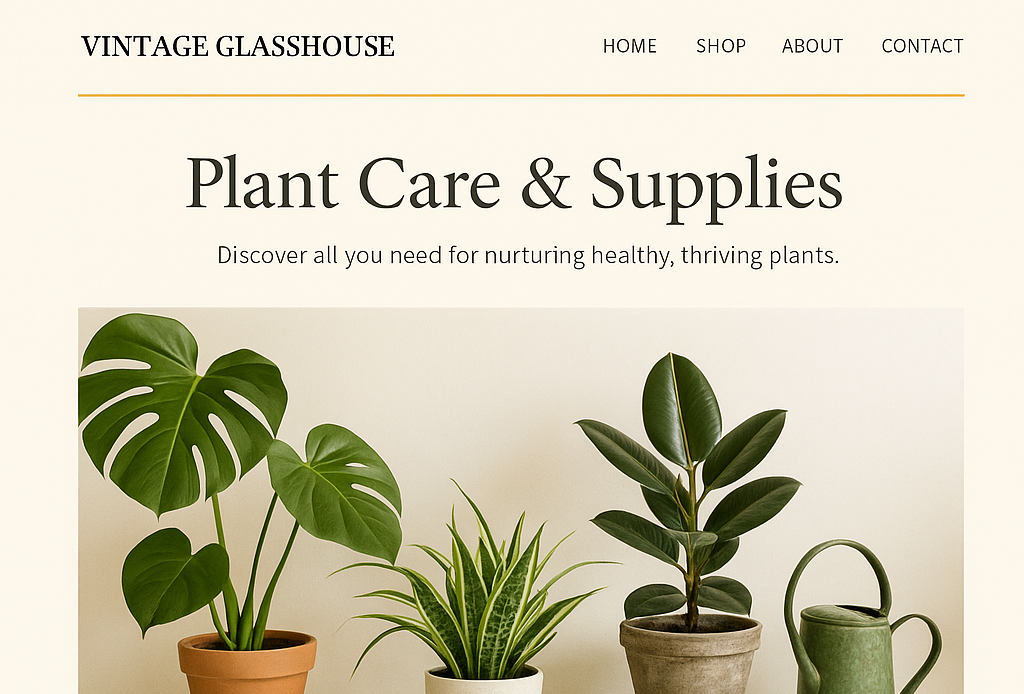 VINTAGE GLASSHOUSE
HOME SHOP ABOUT CONTACT
Plant Care & Supplies
Discover all you need for nurturing healthy, thriving plants.